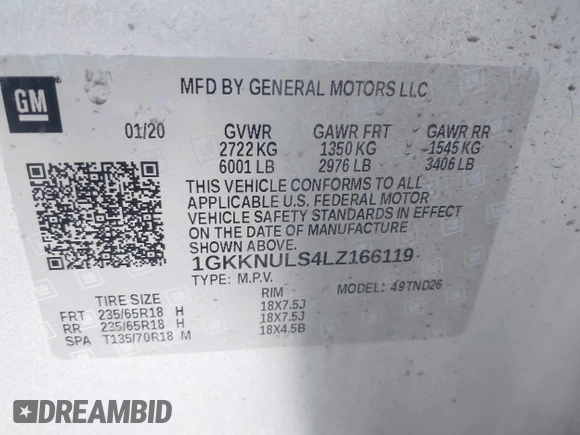 GM
MFD BY GENERAL MOTORS LLC
01/20 GVWR GAWR FRT GAWR RR
2722 KG 1350 KG 1545 KG
6001 LB 2976 LB 3406 LB
THIS VEHICLE CONFORMS TO ALL
APPLICABLE U.S. FEDERAL MOTOR
VEHICLE SAFETY STANDARDS IN EFFECT
ON THE DATE OF MANUFACTURE
SHOWN ABOVE.
1GKKNULS4LZ166119
TYPE: M.P.V. MODEL: 49TND26
TIRE SIZE RIM
FRT 235/65R18 H 18X7.5J
RR 235/65R18 H 18X7.5J
SPA T135/70R18 M 18X4.5B
DREAMBID